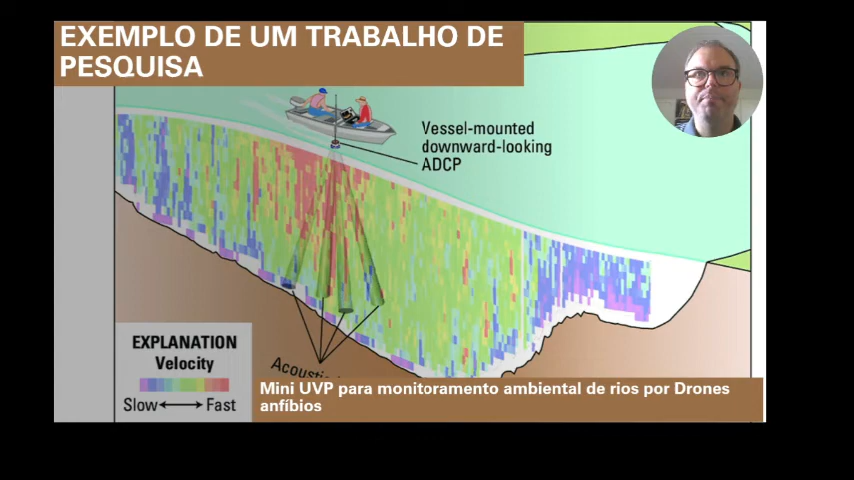 EXEMPLO DE UM TRABALHO DE
PESQUISA
Vessel-mounted
downward-looking
ADCP
EXPLANATION
Velocity
Slow
Fast
Mini UVP para monitoramento ambiental de rios por Drones
anfíbios